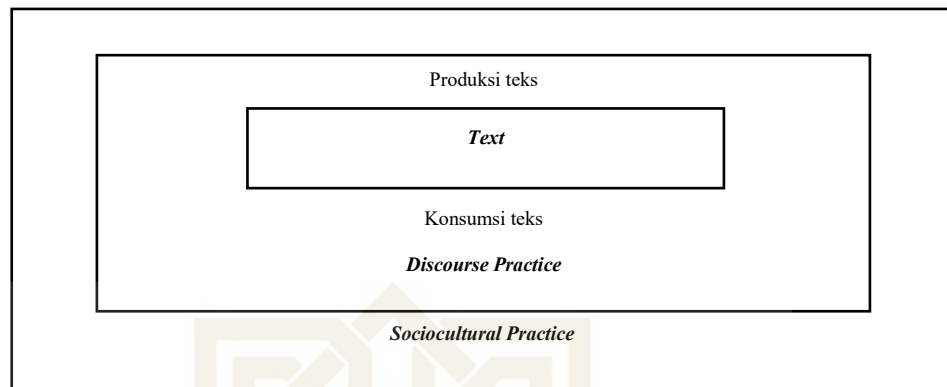 Produksi teks
Text
Konsumsi teks
Discourse Practice
Sociocultural Practice